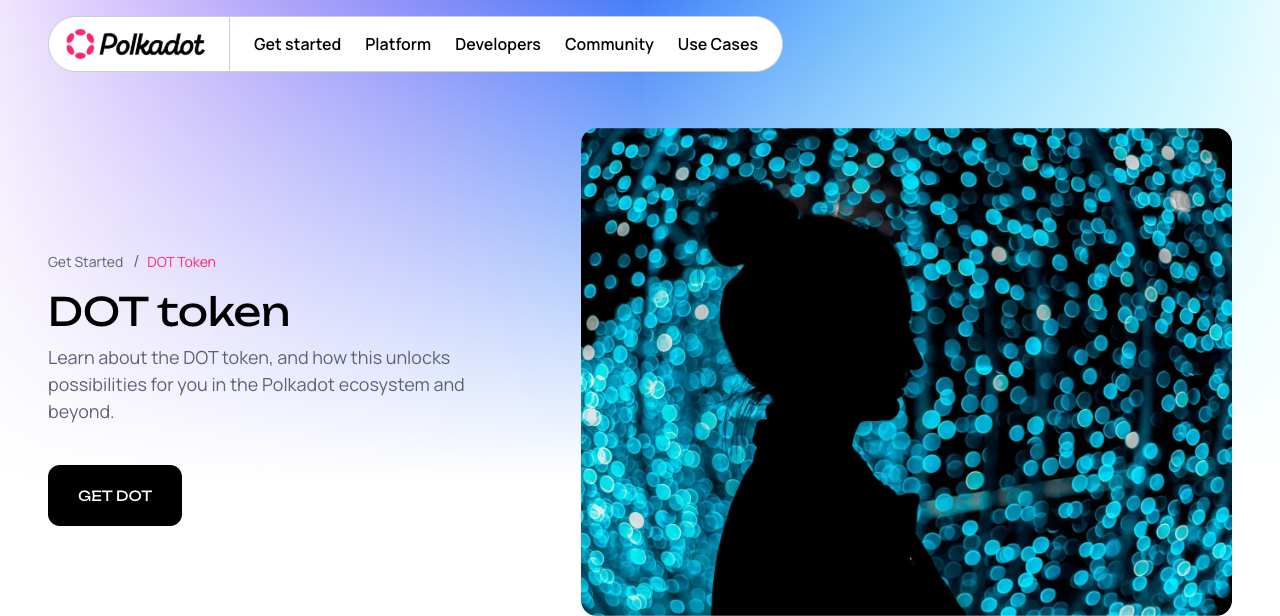 Polkadot
Get started
Platform
Developers
Community
Use Cases
Get Started / DOT Token
DOT token
Learn about the DOT token, and how this unlocks
possibilities for you in the Polkadot ecosystem and
beyond.
GET DOT